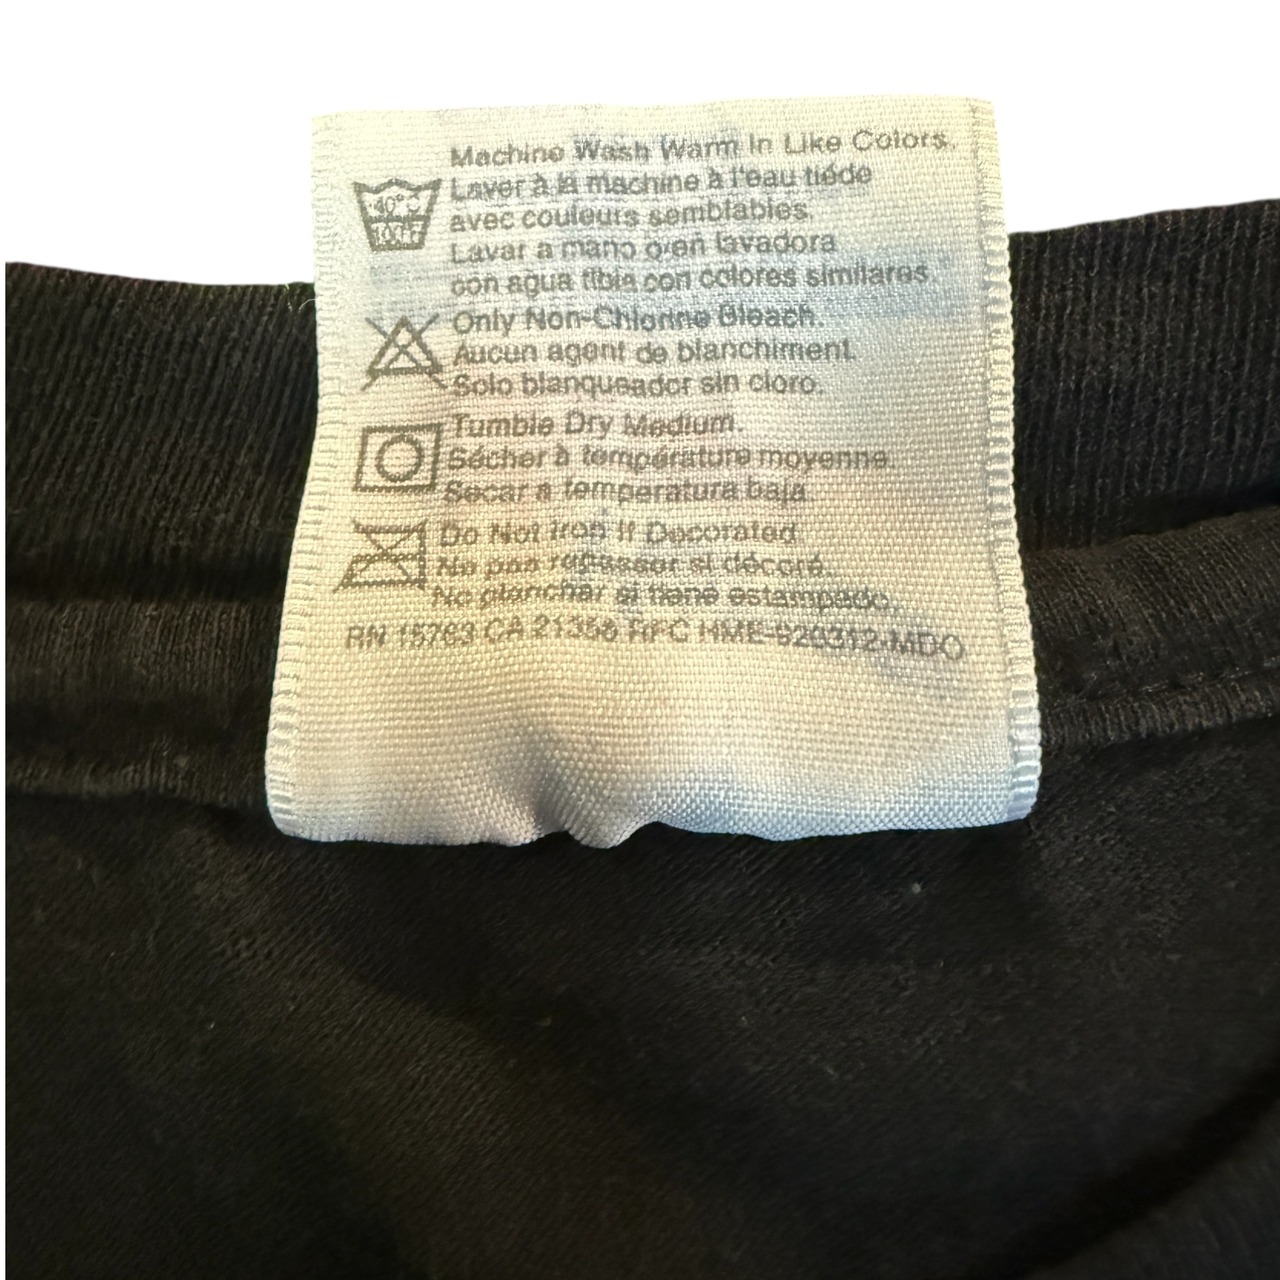 Machine Wash Warm In Like Colors.
Laver à la machine à l'eau tiéde
avec couleurs semblables.
Lavar a mano o en lavadora
con agua tibia con colores similares.
40°C
Only Non-Chlorine Bleach.
Aucun agent de blanchiment.
Solo blanqueador sin cloro.
Tumble Dry Medium.
Sécher à température moyenne.
Secar a temperatura baja.
Do Not Iron If Decorated.
Ne pas repasser si décoré.
No planchar si tiene estampado.
RN 15763 CA 21356 RFC HME-920312-MDO